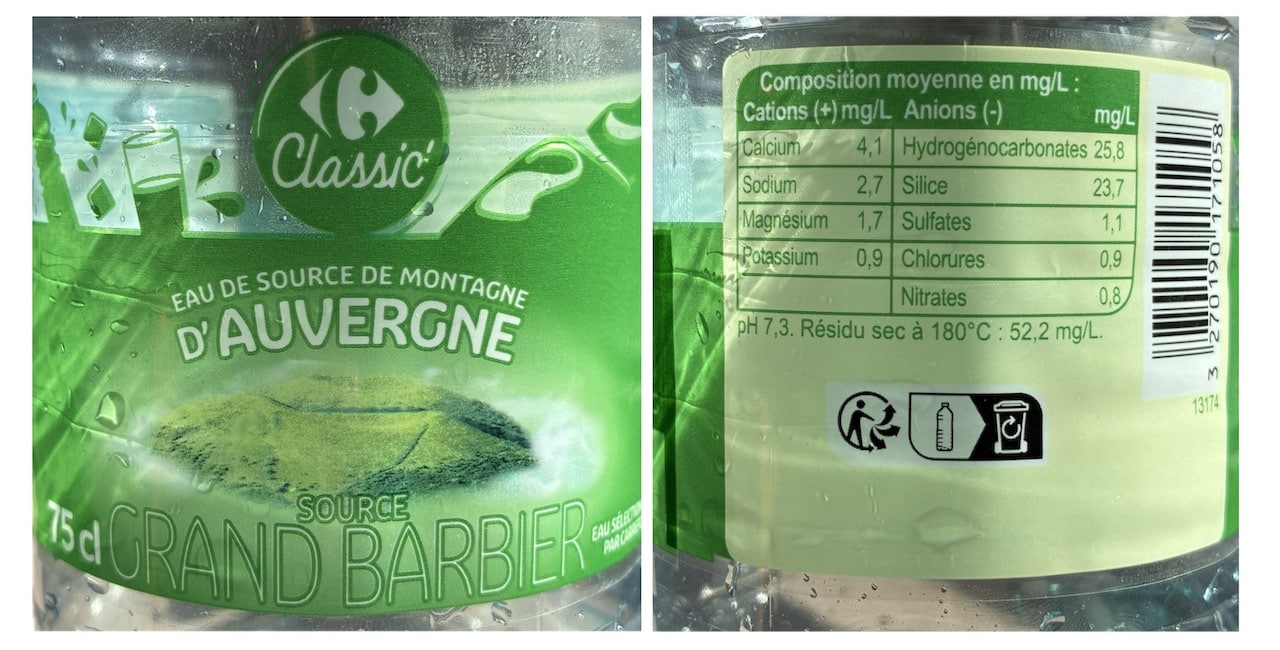 Classic'
EAU DE SOURCE DE MONTAGNE
D'AUVERGNE
SOURCE
GRAND BARBIER
75 cl
EAU
PAR
Composition moyenne en mg/L :
Cations (+) mg/L Anions (-) mg/L
Calcium 4,1 Hydrogénocarbonates 25,8
Sodium 2,7 Silice 23,7
Magnésium 1,7 Sulfates 1,1
Potassium 0,9 Chlorures 0,9
Nitrates 0,8
pH 7,3. Résidu sec à 180°C : 52,2 mg/L.
3 270190 171058
13174